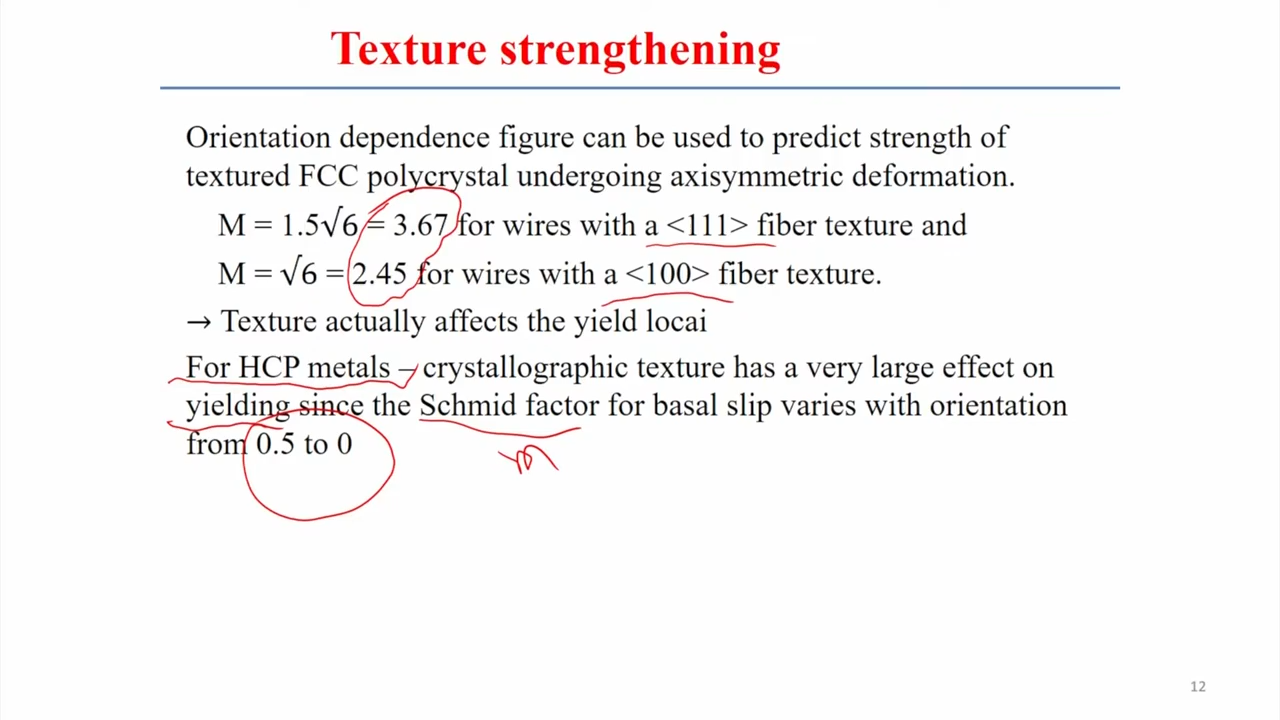 Texture strengthening
Orientation dependence figure can be used to predict strength of
textured FCC polycrystal undergoing axisymmetric deformation.
M = 1.5√6 = 3.67 for wires with a <111> fiber texture and
M = √6 = 2.45 for wires with a <100> fiber texture.
→ Texture actually affects the yield locai
For HCP metals – crystallographic texture has a very large effect on
yielding since the Schmid factor for basal slip varies with orientation
from 0.5 to 0
m
12